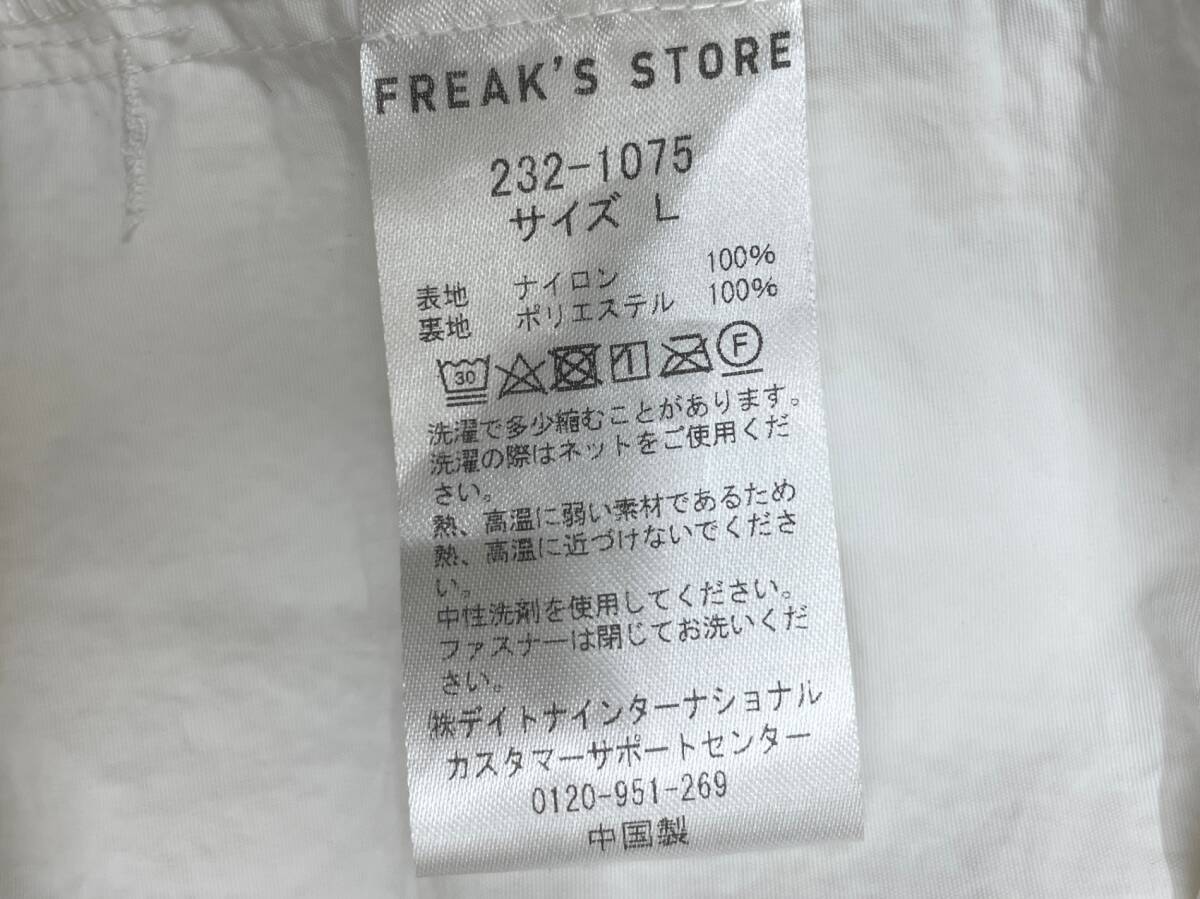 FREAK'S STORE
232-1075
サイズ L
表地 ナイロン 100%
裏地 ポリエステル 100%
30 F
洗濯で多少縮むことがあります。
洗濯の際はネットをご使用くだ
さい。
熱、高温に弱い素材であるため
熱、高温に近づけないでくださ
い。
中性洗剤を使用してください。
ファスナーは閉じてお洗いくだ
さい。
㈱デイトナインターナショナル
カスタマーサポートセンター
0120-951-269
中国製